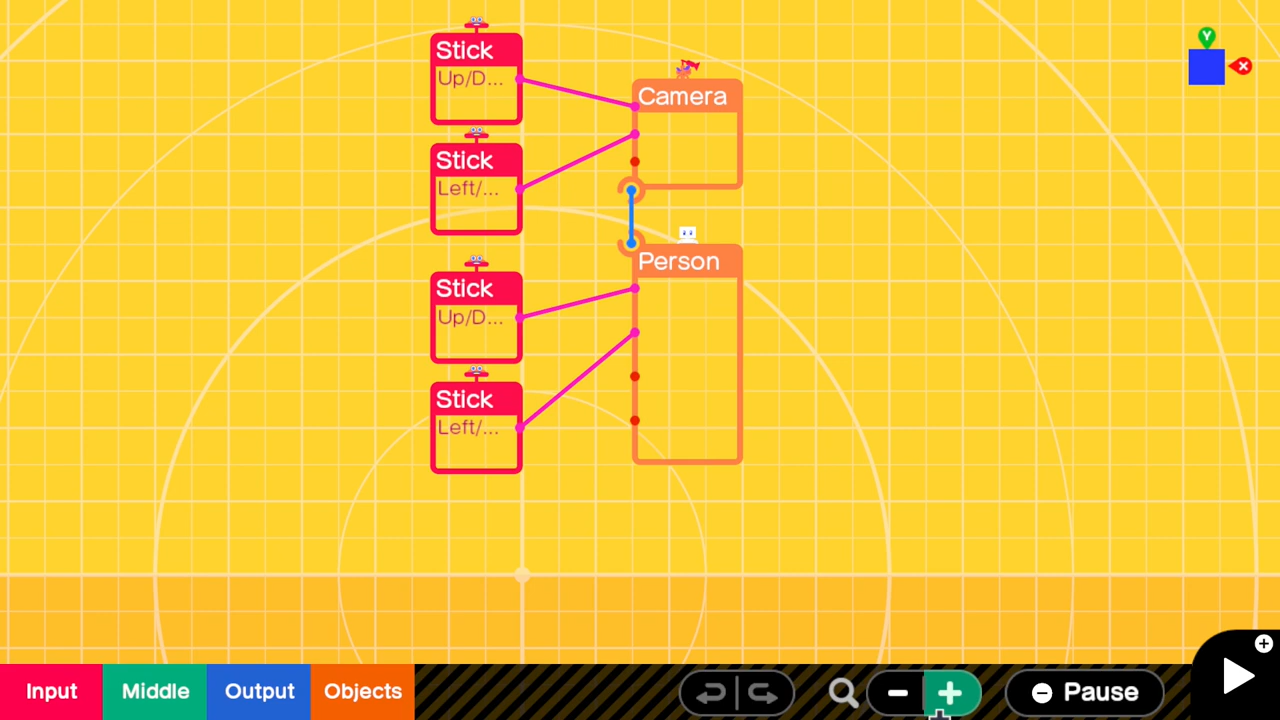 Stick
Up/D...
Camera
Stick
Left/...
Person
Stick
Up/D...
Stick
Left/...
Y
X
Input
Middle
Output
Objects
Pause